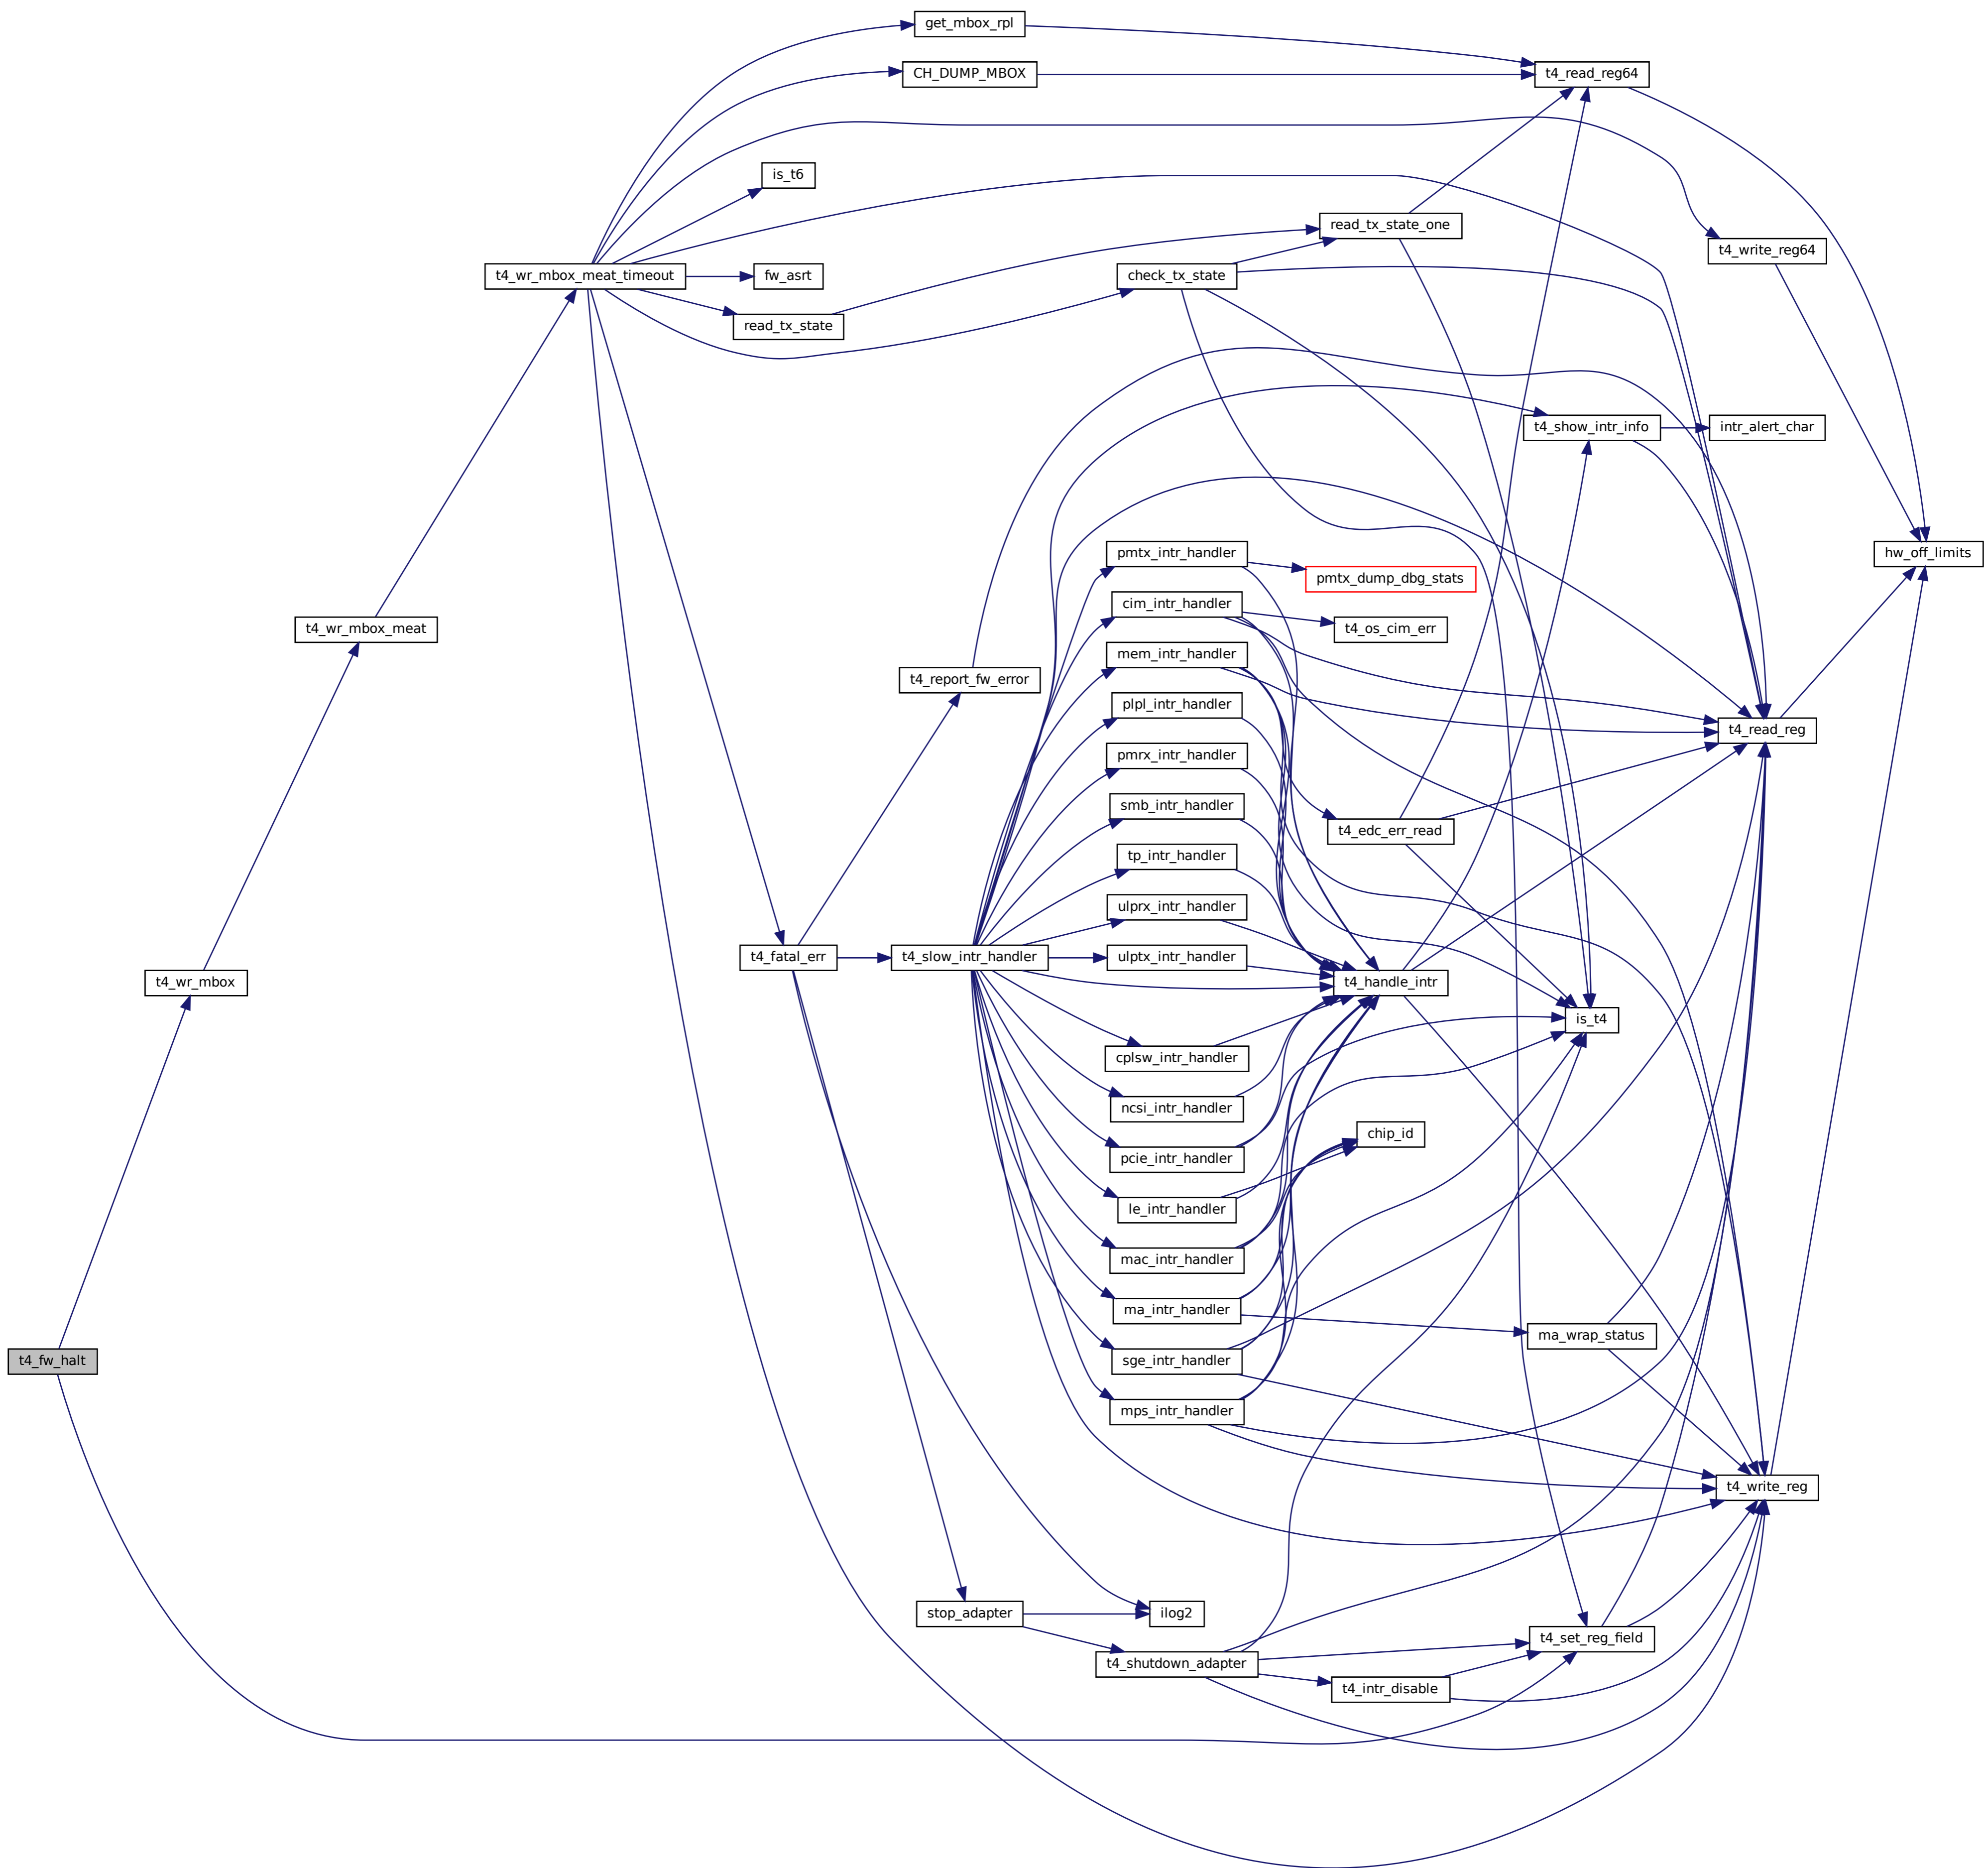 get_mbox_rpl
CH_DUMP_MBOX
t4_read_reg64
is_t6
read_tx_state_one
t4_write_reg64
t4_wr_mbox_meat_timeout
fw_asrt
check_tx_state
read_tx_state
t4_show_intr_info
intr_alert_char
pmtx_intr_handler
hw_off_limits
pmtx_dump_dbg_stats
cim_intr_handler
t4_wr_mbox_meat
t4_os_cim_err
mem_intr_handler
t4_report_fw_error
plpl_intr_handler
t4_read_reg
pmrx_intr_handler
smb_intr_handler
t4_edc_err_read
tp_intr_handler
ulprx_intr_handler
t4_fatal_err
t4_slow_intr_handler
ulptx_intr_handler
t4_wr_mbox
t4_handle_intr
is_t4
cplsw_intr_handler
ncsi_intr_handler
chip_id
pcie_intr_handler
le_intr_handler
mac_intr_handler
ma_intr_handler
ma_wrap_status
t4_fw_halt
sge_intr_handler
mps_intr_handler
t4_write_reg
stop_adapter
ilog2
t4_set_reg_field
t4_shutdown_adapter
t4_intr_disable